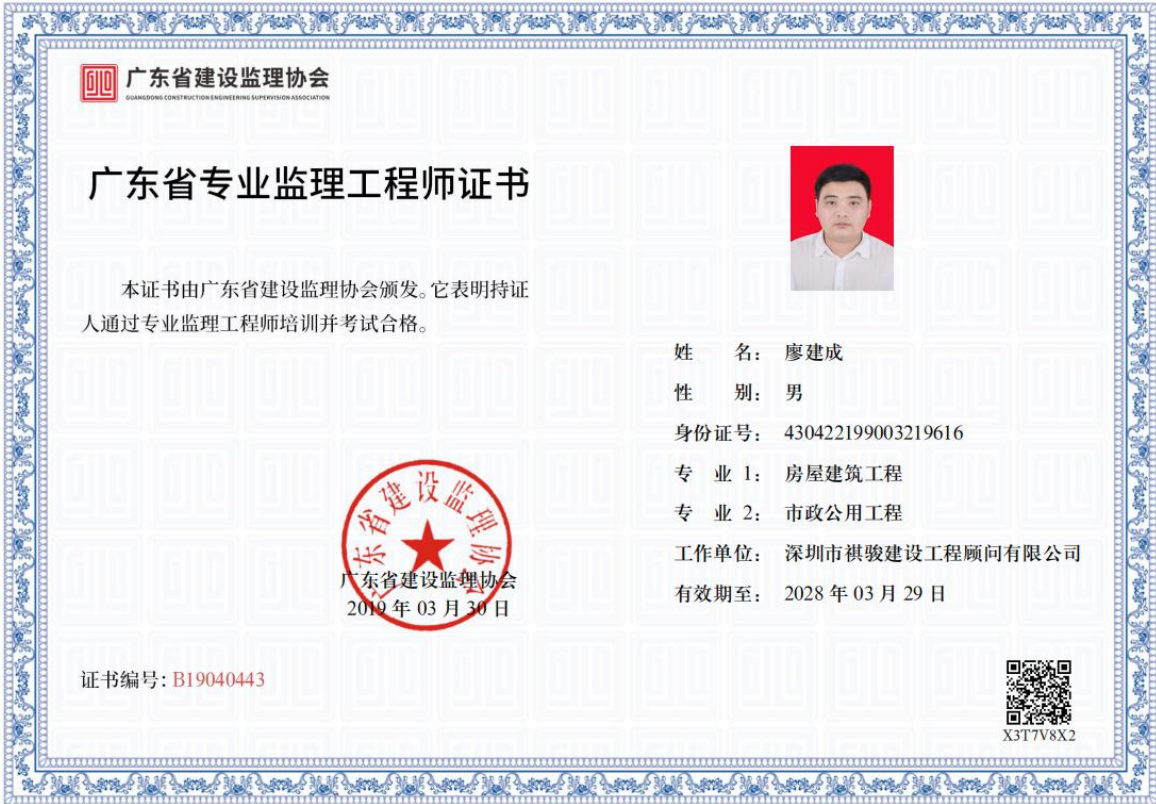 广东省建设监理协会
GUANGDONG CONSTRUCTION ENGINEERING SUPERVISION ASSOCIATION
广东省专业监理工程师证书
本证书由广东省建设监理协会颁发。它表明持证
人通过专业监理工程师培训并考试合格。
姓 名： 廖建成
性 别： 男
身份证号： 430422199003219616
专 业 1： 房屋建筑工程
专 业 2： 市政公用工程
工作单位： 深圳市祺骏建设工程顾问有限公司
有效期至： 2028 年 03 月 29 日
广东省建设监理协会
广东省建设监理协会
2019 年 03 月 30 日
证书编号：B19040443
X3T7V8X2